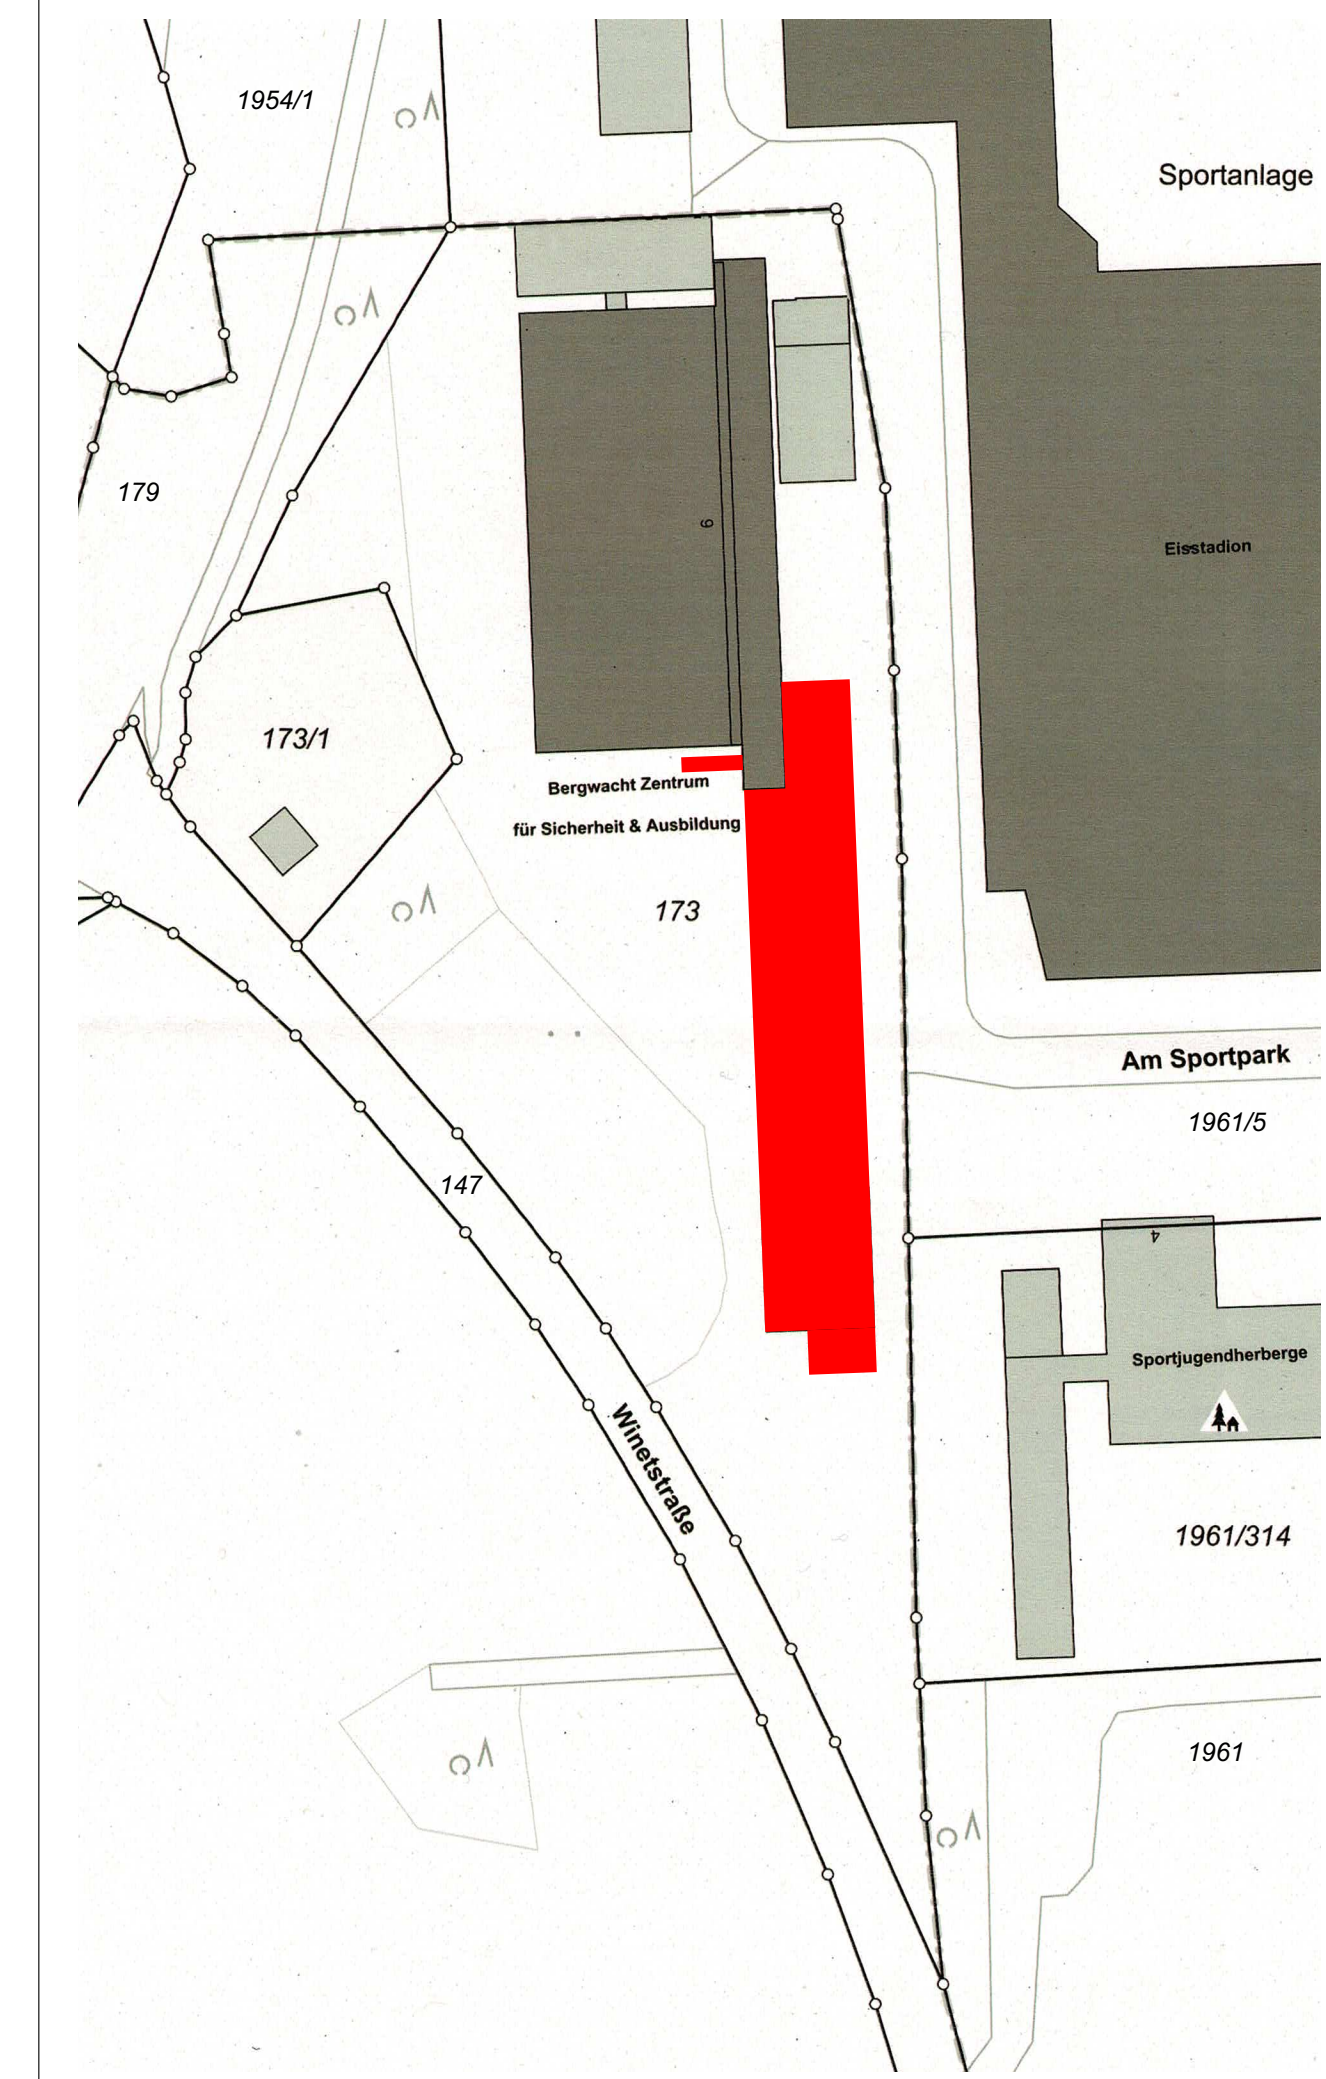 1954/1
Sportanlage
179
6
Eisstadion
173/1
Bergwacht Zentrum
für Sicherheit & Ausbildung
173
Am Sportpark
1961/5
147
4
Sportjugendherberge
Winetstraße
1961/314
1961